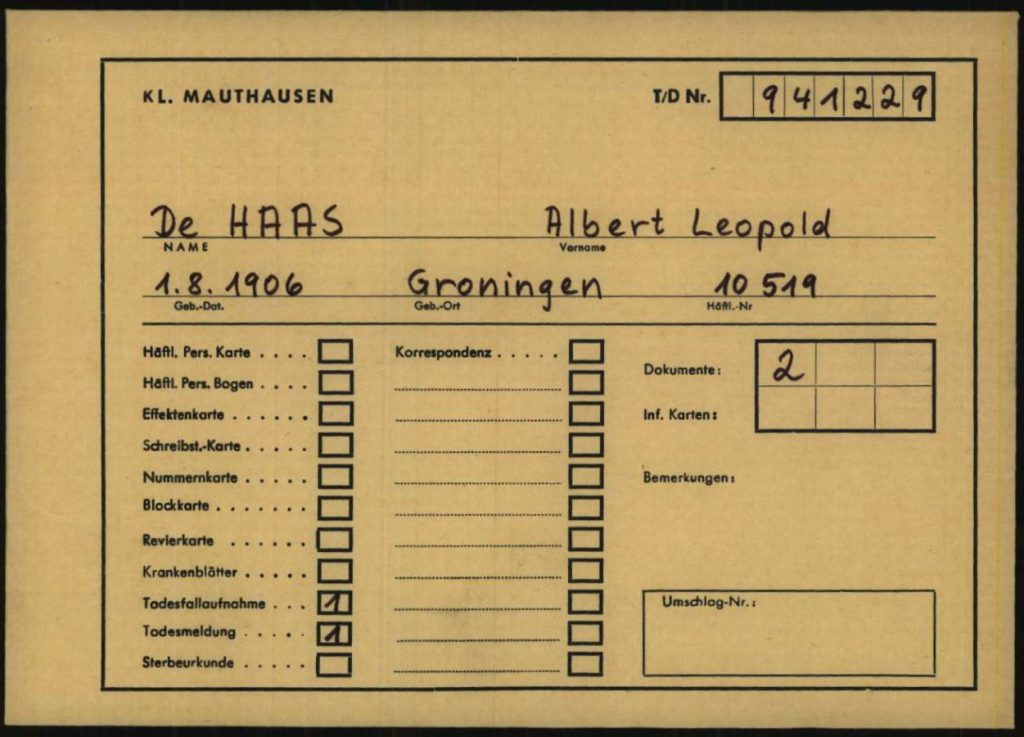 KL. MAUTHAUSEN T/D Nr. 941229
De HAAS Albert Leopold
NAME Vorname
1.8.1906 Groningen 10 519
Geb.-Dat. Geb.-Ort Häftl.-Nr
Häftl. Pers. Karte . . . .
Häftl. Pers. Bogen . . . .
Effektenkarte . . . . . .
Schreibst.-Karte . . . . .
Nummernkarte . . . . .
Blockkarte . . . . . . .
Revierkarte . . . . . .
Krankenblätter . . . . .
Todesfallaufnahme . . . 1
Todesmeldung . . . . . 1
Sterbeurkunde . . . . .
Korrespondenz . . . . .
Dokumente: 2
Inf. Karten:
Bemerkungen:
Umschlag-Nr.: